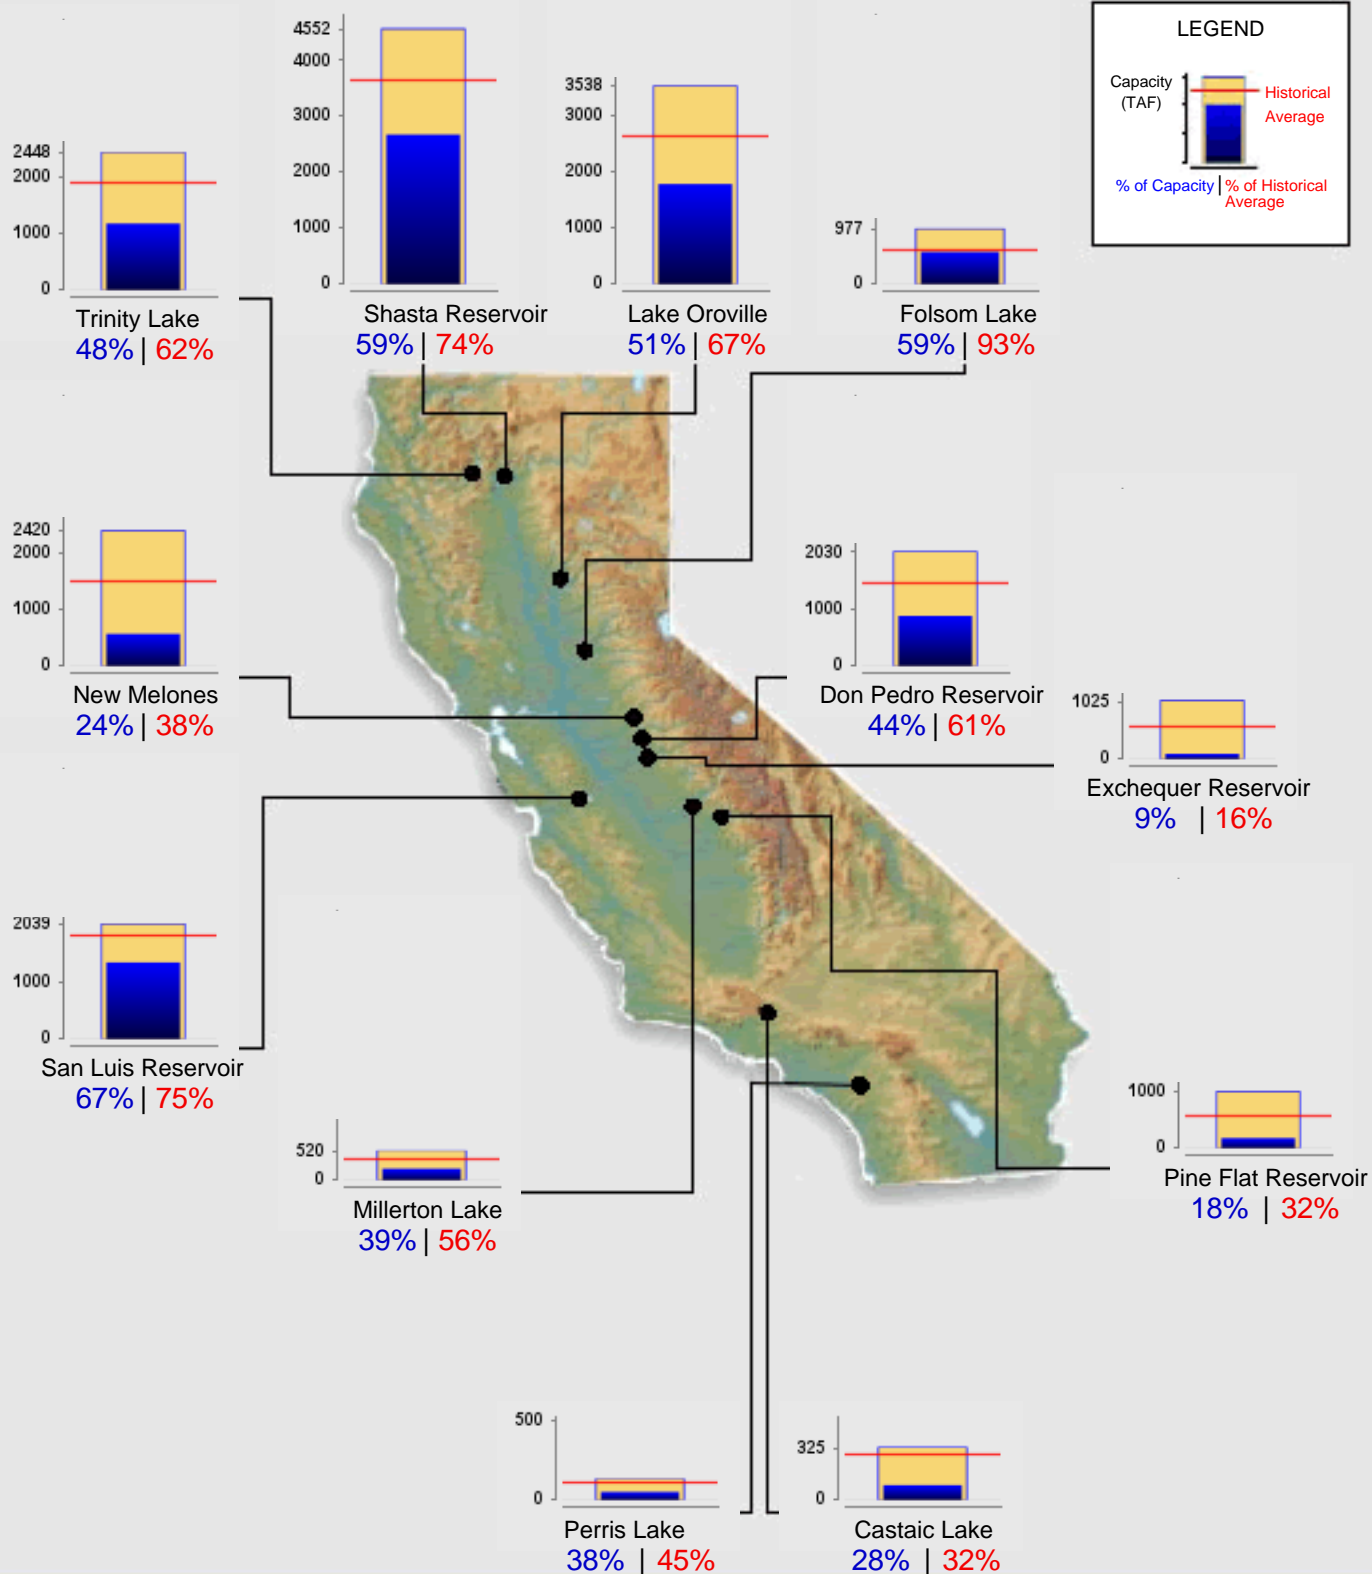 LEGEND
Capacity
(TAF)
Historical
Average
% of Capacity | % of Historical
Average
2448
2000
1000
0
Trinity Lake
48% | 62%
4552
4000
3000
2000
1000
0
Shasta Reservoir
59% | 74%
3538
3000
2000
1000
0
Lake Oroville
51% | 67%
977
0
Folsom Lake
59% | 93%
2420
2000
1000
0
New Melones
24% | 38%
2030
1000
0
Don Pedro Reservoir
44% | 61%
1025
0
Exchequer Reservoir
9% | 16%
2039
1000
0
San Luis Reservoir
67% | 75%
520
0
Millerton Lake
39% | 56%
1000
0
Pine Flat Reservoir
18% | 32%
500
0
Perris Lake
38% | 45%
325
0
Castaic Lake
28% | 32%